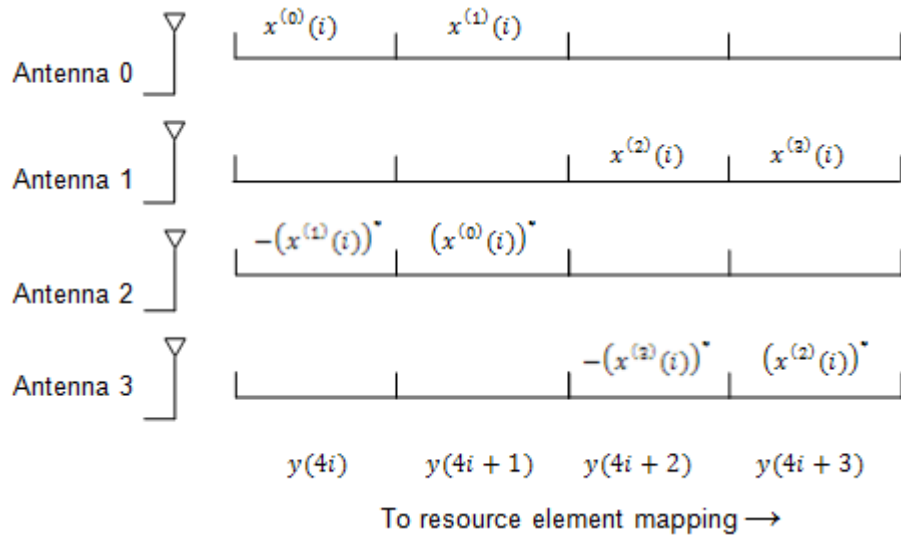 x⁽⁰⁾(i) x⁽¹⁾(i)
Antenna 0
x⁽²⁾(i) x⁽³⁾(i)
Antenna 1
−(x⁽¹⁾(i))* (x⁽⁰⁾(i))*
Antenna 2
−(x⁽³⁾(i))* (x⁽²⁾(i))*
Antenna 3
y(4i) y(4i + 1) y(4i + 2) y(4i + 3)
To resource element mapping →